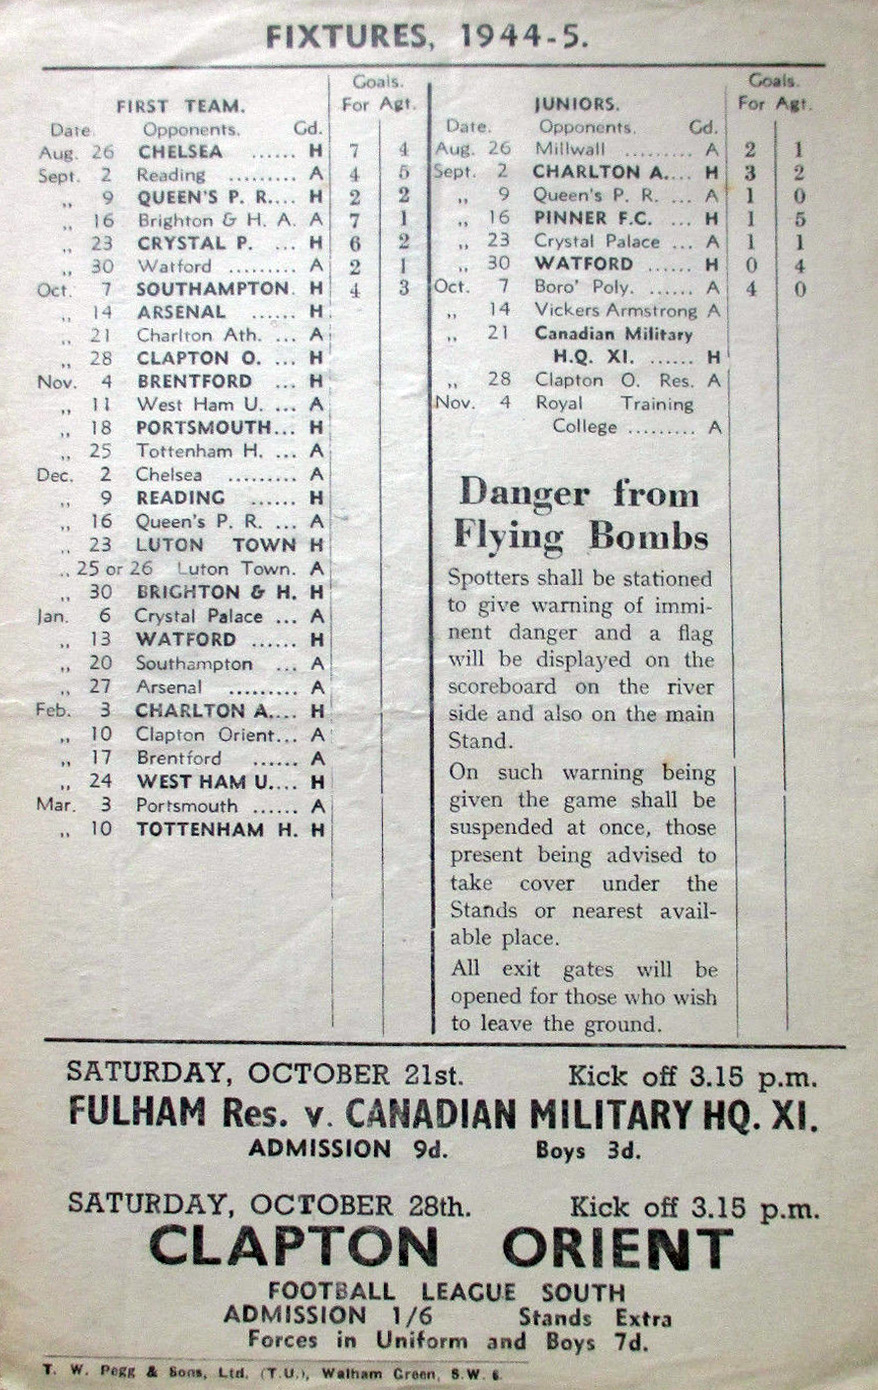 FIXTURES, 1944-5.
Goals.
FIRST TEAM. For Agt.
Date. Opponents. Gd.
Aug. 26 CHELSEA ...... H 7 4
Sept. 2 Reading ......... A 4 5
,, 9 QUEEN'S P. R.... H 2 2
,, 16 Brighton & H. A. A 7 1
,, 23 CRYSTAL P. ... H 6 2
,, 30 Watford ......... A 2 1
Oct. 7 SOUTHAMPTON. H 4 3
,, 14 ARSENAL ...... H
,, 21 Charlton Ath. ... A
,, 28 CLAPTON O. ... H
Nov. 4 BRENTFORD ... H
,, 11 West Ham U. ... A
,, 18 PORTSMOUTH... H
,, 25 Tottenham H. ... A
Dec. 2 Chelsea ......... A
,, 9 READING ...... H
,, 16 Queen's P. R. ... A
,, 23 LUTON TOWN H
,, 25 or 26 Luton Town. A
,, 30 BRIGHTON & H. H
Jan. 6 Crystal Palace ... A
,, 13 WATFORD ...... H
,, 20 Southampton ... A
,, 27 Arsenal ......... A
Feb. 3 CHARLTON A.... H
,, 10 Clapton Orient... A
,, 17 Brentford ...... A
,, 24 WEST HAM U.... H
Mar. 3 Portsmouth ...... A
,, 10 TOTTENHAM H. H
Goals.
JUNIORS. For Agt.
Date. Opponents. Gd.
Aug. 26 Millwall ......... A 2 1
Sept. 2 CHARLTON A.... H 3 2
,, 9 Queen's P. R. ... A 1 0
,, 16 PINNER F.C. ... H 1 5
,, 23 Crystal Palace ... A 1 1
,, 30 WATFORD ...... H 0 4
Oct. 7 Boro' Poly. ...... A 4 0
,, 14 Vickers Armstrong A
,, 21 Canadian Military
H.Q. XI. ...... H
,, 28 Clapton O. Res. A
Nov. 4 Royal Training
College ......... A
Danger from
Flying Bombs
Spotters shall be stationed
to give warning of immi-
nent danger and a flag
will be displayed on the
scoreboard on the river
side and also on the main
Stand.
On such warning being
given the game shall be
suspended at once, those
present being advised to
take cover under the
Stands or nearest avail-
able place.
All exit gates will be
opened for those who wish
to leave the ground.
SATURDAY, OCTOBER 21st. Kick off 3.15 p.m.
FULHAM Res. v. CANADIAN MILITARY HQ. XI.
ADMISSION 9d. Boys 3d.
SATURDAY, OCTOBER 28th. Kick off 3.15 p.m.
CLAPTON ORIENT
FOOTBALL LEAGUE SOUTH
ADMISSION 1/6 Stands Extra
Forces in Uniform and Boys 7d.
T. W. Pegg & Sons, Ltd. (T.U.), Walham Green, S.W. 6.